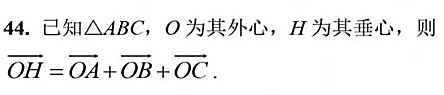 44. 已知△ABC，O 为其外心，H 为其垂心，则
$\overrightarrow{OH}=\overrightarrow{OA}+\overrightarrow{OB}+\overrightarrow{OC}$.